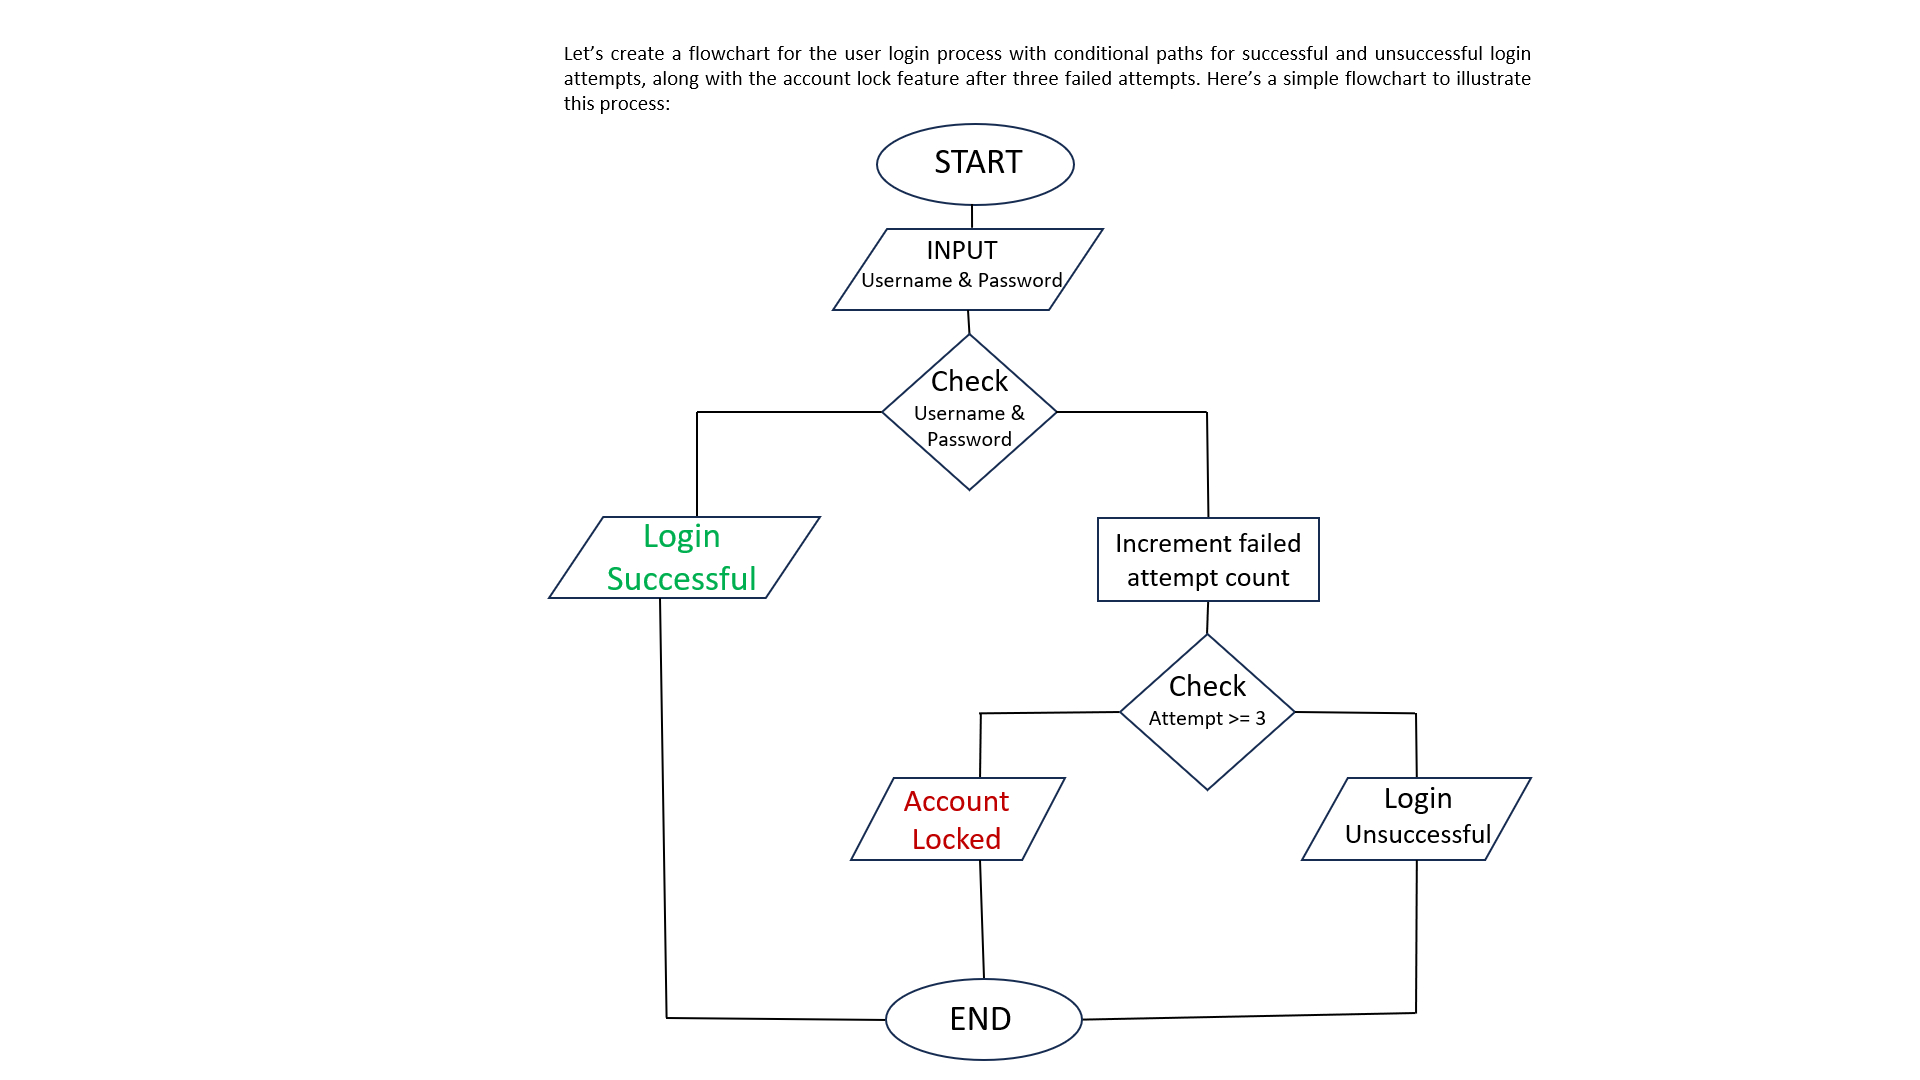 Let’s create a flowchart for the user login process with conditional paths for successful and unsuccessful login
attempts, along with the account lock feature after three failed attempts. Here’s a simple flowchart to illustrate
this process:
START
INPUT
Username & Password
Check
Username &
Password
Login
Successful
Increment failed
attempt count
Check
Attempt >= 3
Account
Locked
Login
Unsuccessful
END